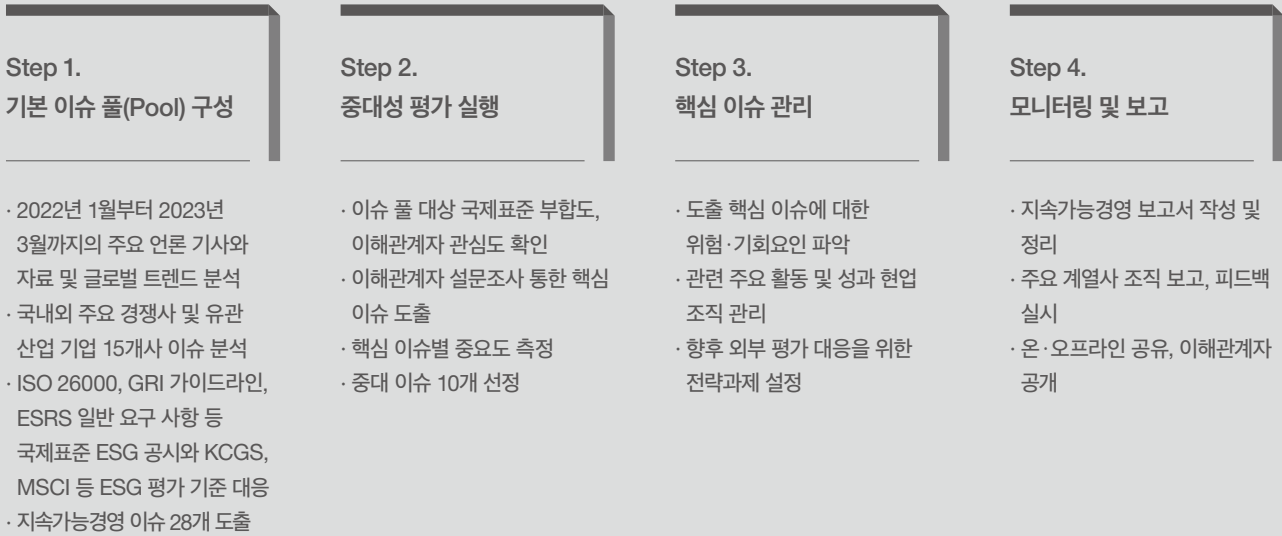 Step 1.
기본 이슈 풀(Pool) 구성
· 2022년 1월부터 2023년
3월까지의 주요 언론 기사와
자료 및 글로벌 트렌드 분석
· 국내외 주요 경쟁사 및 유관
산업 기업 15개사 이슈 분석
· ISO 26000, GRI 가이드라인,
ESRS 일반 요구 사항 등
국제표준 ESG 공시와 KCGS,
MSCI 등 ESG 평가 기준 대응
· 지속가능경영 이슈 28개 도출
Step 2.
중대성 평가 실행
· 이슈 풀 대상 국제표준 부합도,
이해관계자 관심도 확인
· 이해관계자 설문조사 통한 핵심
이슈 도출
· 핵심 이슈별 중요도 측정
· 중대 이슈 10개 선정
Step 3.
핵심 이슈 관리
· 도출 핵심 이슈에 대한
위험·기회요인 파악
· 관련 주요 활동 및 성과 현업
조직 관리
· 향후 외부 평가 대응을 위한
전략과제 설정
Step 4.
모니터링 및 보고
· 지속가능경영 보고서 작성 및
정리
· 주요 계열사 조직 보고, 피드백
실시
· 온·오프라인 공유, 이해관계자
공개